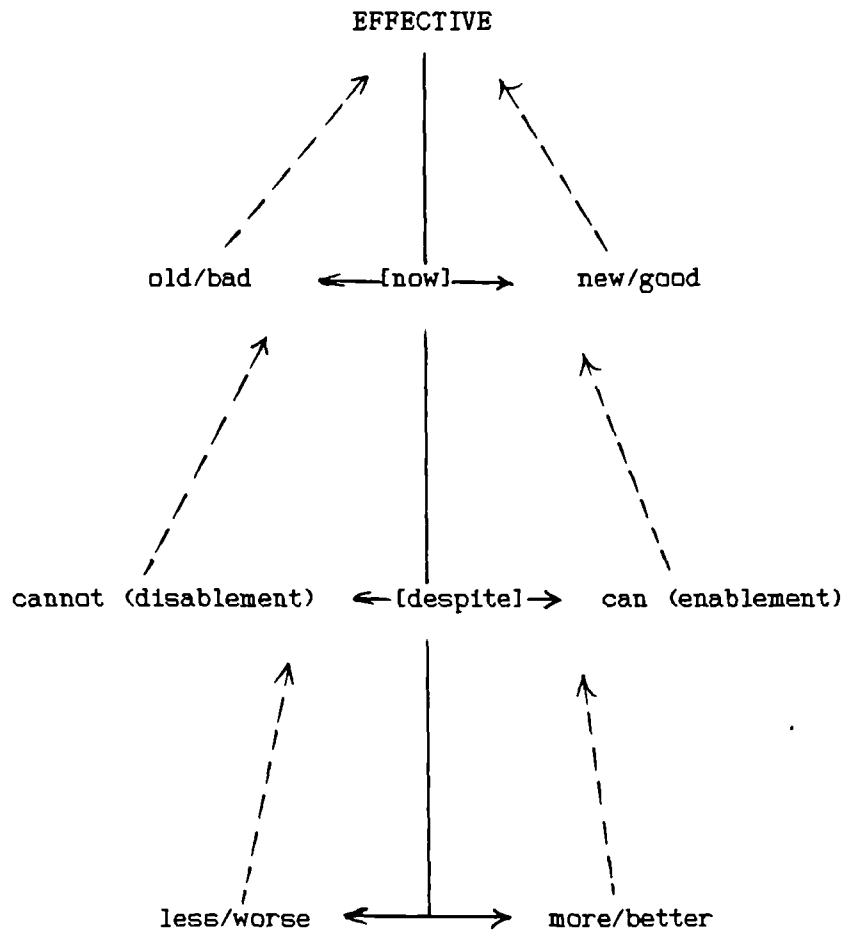 EFFECTIVE
old/bad [now] new/good
cannot (disablement) [despite] can (enablement)
less/worse more/better